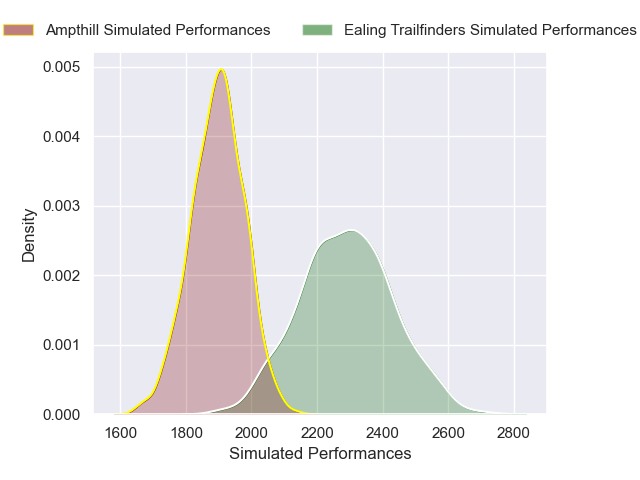 Ampthill Simulated Performances
Ealing Trailfinders Simulated Performances
0.005
0.004
0.003
0.002
0.001
0.000
Density
1600 1800 2000 2200 2400 2600 2800
Simulated Performances